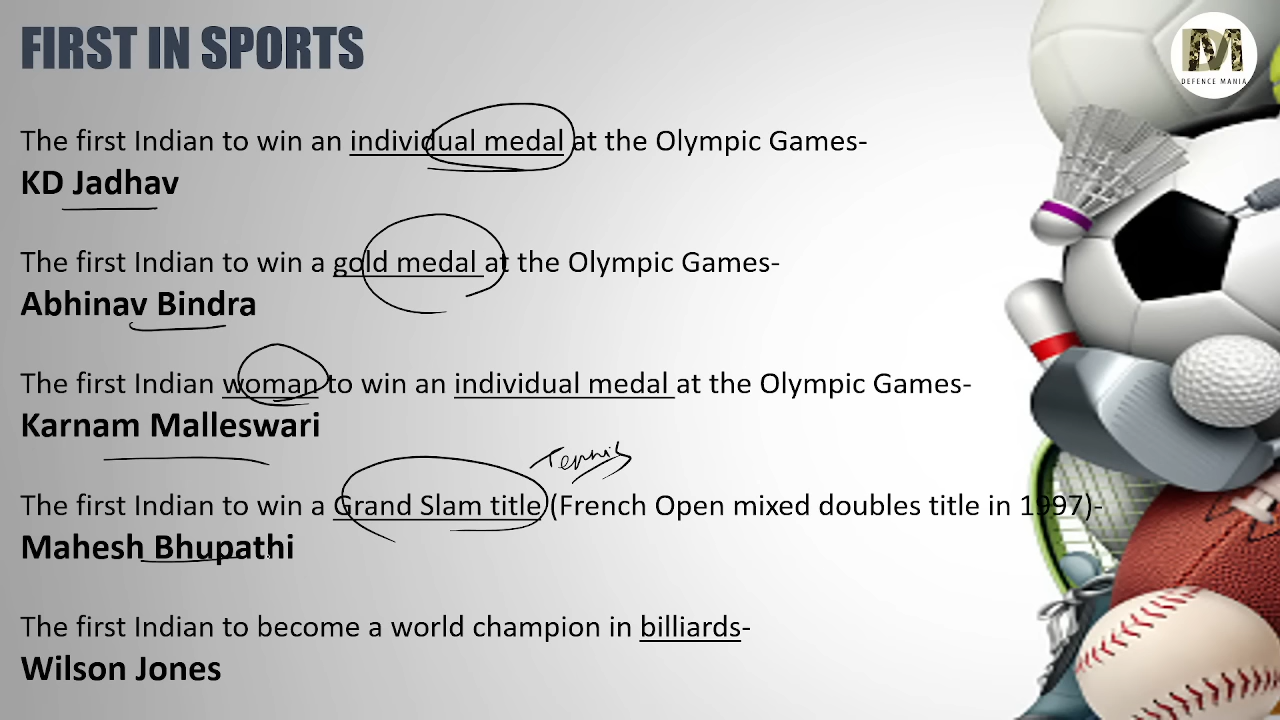 FIRST IN SPORTS
DM
DEFENCE MANIA
The first Indian to win an individual medal at the Olympic Games-
KD Jadhav
The first Indian to win a gold medal at the Olympic Games-
Abhinav Bindra
The first Indian woman to win an individual medal at the Olympic Games-
Karnam Malleswari
Tennis
The first Indian to win a Grand Slam title (French Open mixed doubles title in 1997)-
Mahesh Bhupathi
The first Indian to become a world champion in billiards-
Wilson Jones